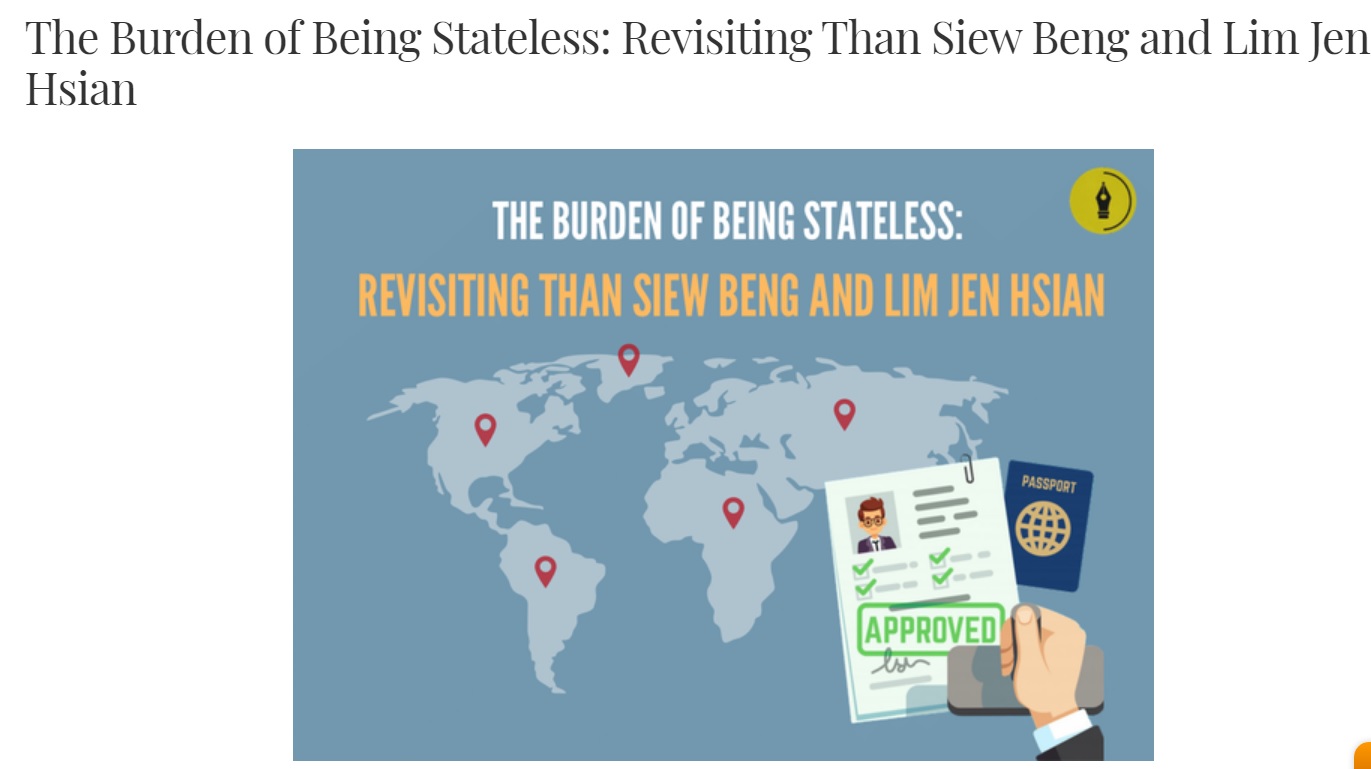 The Burden of Being Stateless: Revisiting Than Siew Beng and Lim Jen
Hsian
THE BURDEN OF BEING STATELESS:
REVISITING THAN SIEW BENG AND LIM JEN HSIAN
PASSPORT
APPROVED